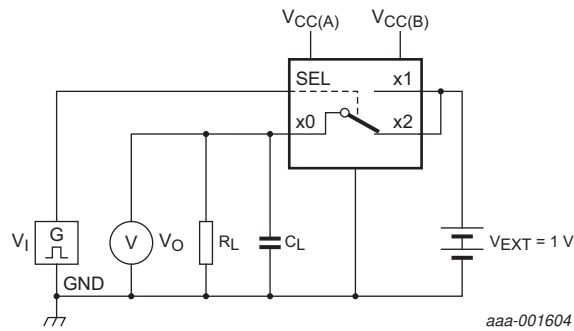 VCC(A) VCC(B)
SEL x1
x0 x2
VI G V VO RL CL VEXT = 1 V
GND
aaa-001604